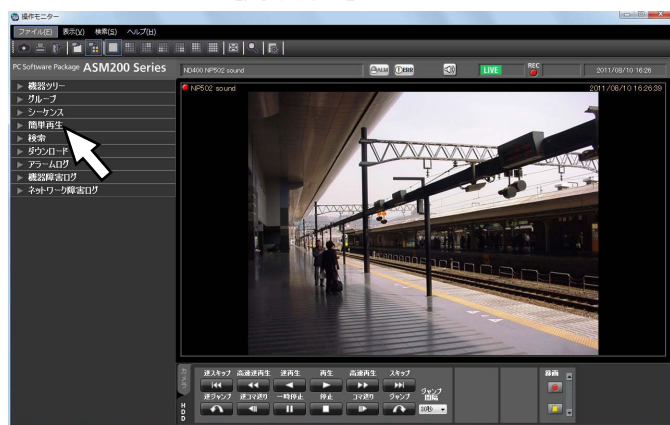 操作モニター
ファイル(F) 表示(V) 検索(S) ヘルプ(H)
PC Software Package ASM200 Series
ND400 NP502 sound
ALM
ERR
LIVE
REC
2011/08/10 16:26
機器ツリー
グループ
シーケンス
簡単再生
検索
ダウンロード
アラームログ
機器障害ログ
ネットワーク障害ログ
NP502 sound
2011/08/10 16:26:39
逆スキップ 高速逆再生 逆再生 再生 高速再生 スキップ
逆ジャンプ 逆コマ送り 一時停止 停止 コマ送り ジャンプ
ジャンプ間隔
30秒
録画
HDD